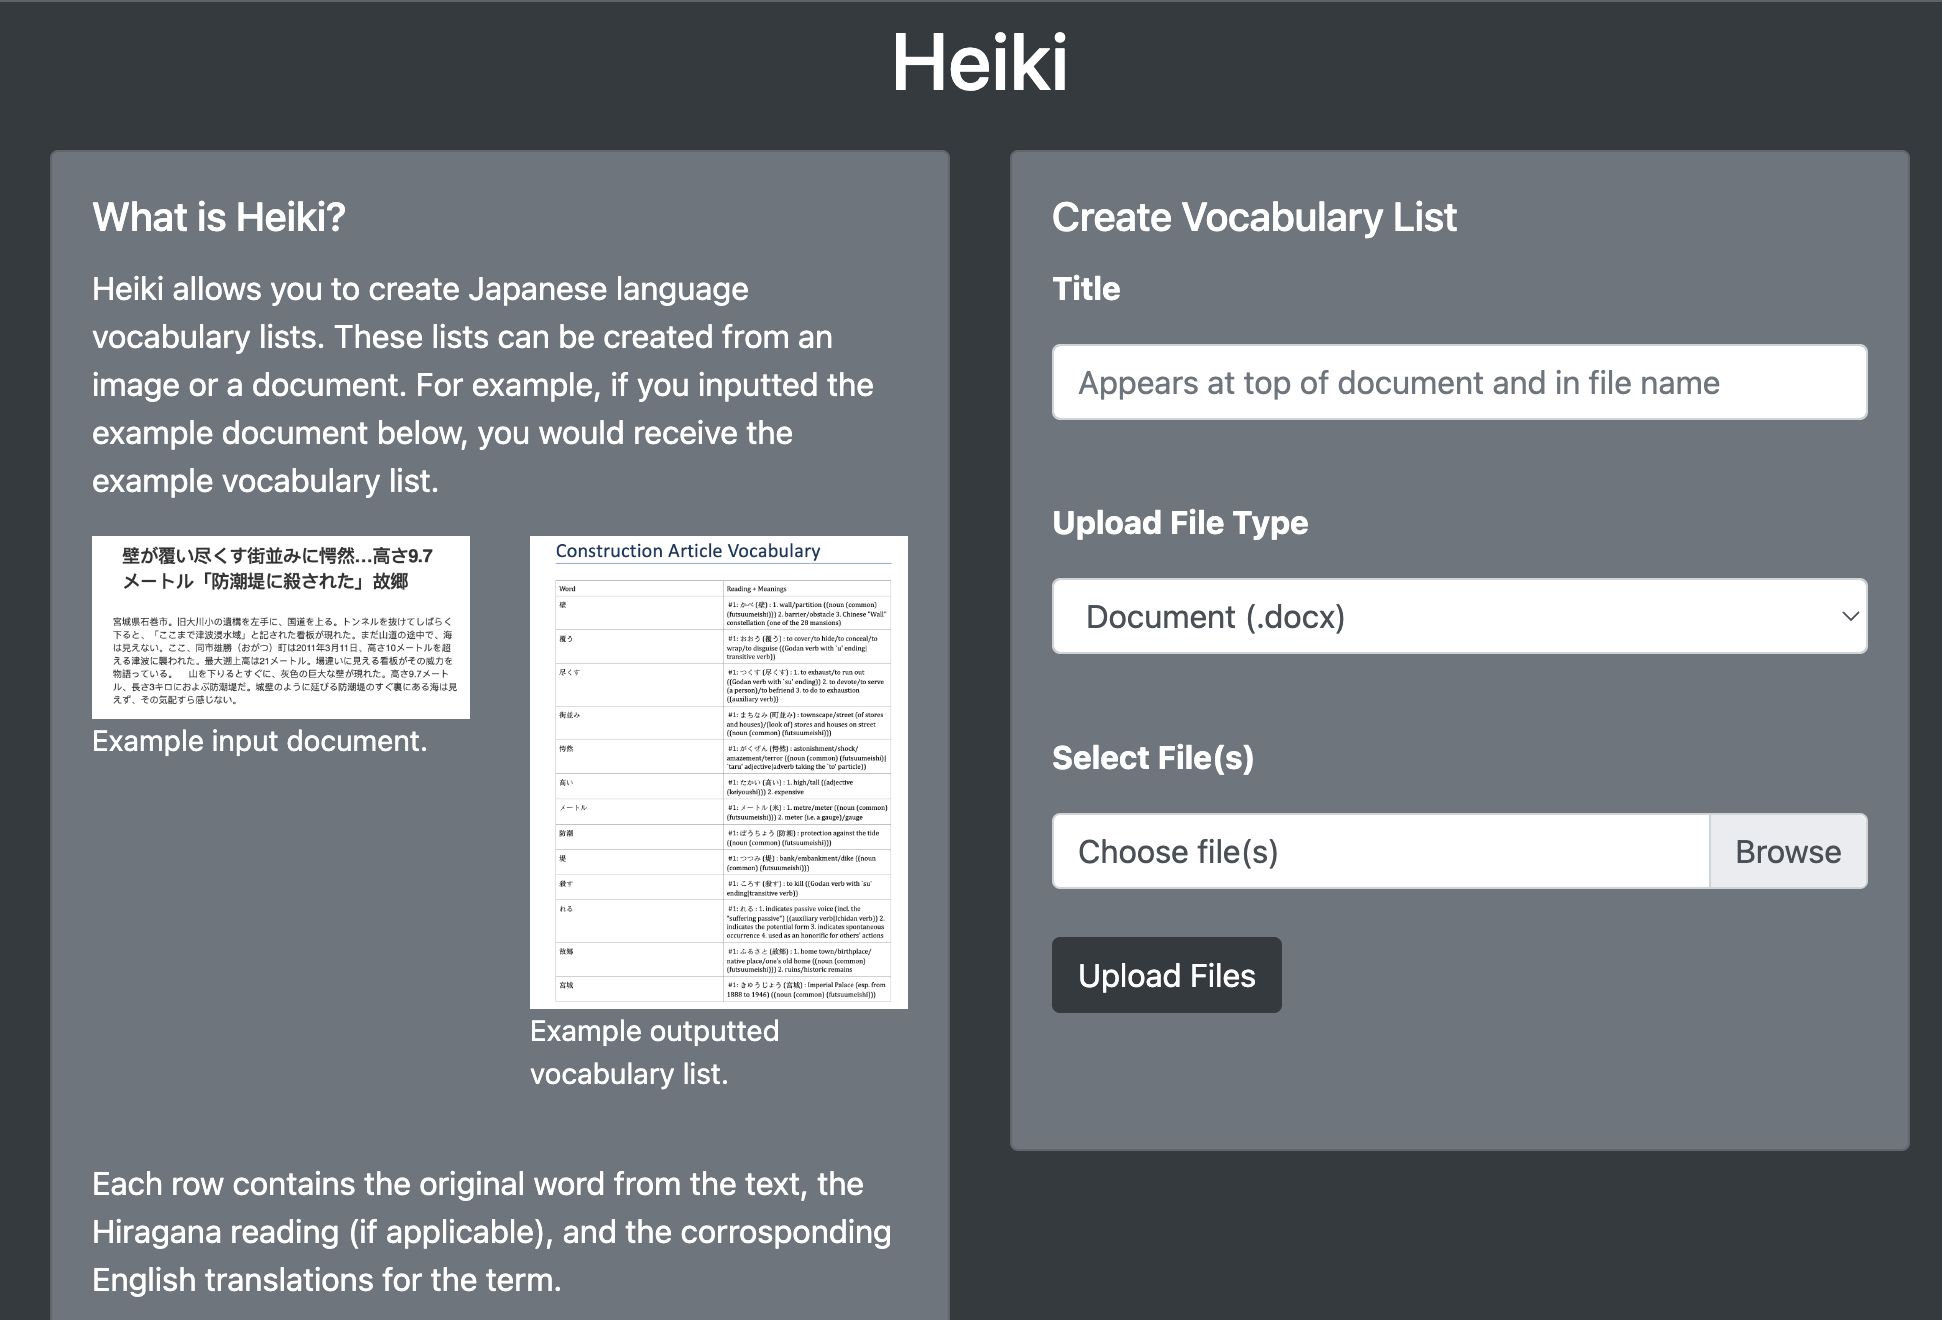 Heiki
What is Heiki?
Heiki allows you to create Japanese language
vocabulary lists. These lists can be created from an
image or a document. For example, if you inputted the
example document below, you would receive the
example vocabulary list.
壁が覆い尽くす街並みに愕然…高さ9.7
メートル「防潮堤に殺された」故郷
宮城県石巻市。旧大川小の遺構を左手に、国道を上る。トンネルを抜けてしばらく
下ると、「ここまで津波浸水域」と記された看板が現れた。まだ山道の途中で、海
は見えない。ここ、同市雄勝（おがつ）町は2011年3月11日、高さ10メートルを超
える津波に襲われた。最大遡上高は21メートル。場違いに見える看板がその威力を
物語っている。　山を下りるとすぐに、灰色の巨大な壁が現れた。高さ9.7メート
ル、長さ3キロにおよぶ防潮堤だ。城壁のように延びる防潮堤のすぐ裏にある海は見
えず、その気配すら感じない。
Example input document.
Construction Article Vocabulary
Word Reading + Meanings
壁 #1: かべ (壁) : 1. wall/partition ((noun (common)
(futsuumeishi))) 2. barrier/obstacle 3. Chinese "Wall"
constellation (one of the 28 mansions)
覆う #1: おおう (覆う) : to cover/to hide/to conceal/to
wrap/to disguise ((Godan verb with `u' ending|
transitive verb))
尽くす #1: つくす (尽くす) : 1. to exhaust/to run out
((Godan verb with `su' ending)) 2. to devote/to serve
(a person)/to befriend 3. to do to exhaustion
((auxiliary verb))
街並み #1: まちなみ (町並み) : townscape/street (of stores
and houses)/(look of) stores and houses on street
((noun (common) (futsuumeishi)))
愕然 #1: がくぜん (愕然) : astonishment/shock/
amazement/terror ((noun (common) (futsuumeishi)|
`taru' adjective|adverb taking the `to' particle))
高い #1: たかい (高い) : 1. high/tall ((adjective
(keiyoushi))) 2. expensive
メートル #1: メートル (米) : 1. metre/meter ((noun (common)
(futsuumeishi))) 2. meter (i.e. a gauge)/gauge
防潮 #1: ぼうちょう (防潮) : protection against the tide
((noun (common) (futsuumeishi)))
堤 #1: つつみ (堤) : bank/embankment/dike ((noun
(common) (futsuumeishi)))
殺す #1: ころす (殺す) : to kill ((Godan verb with `su'
ending|transitive verb))
れる #1: れる : 1. indicates passive voice (incl. the
"suffering passive") ((auxiliary verb|Ichidan verb)) 2.
indicates the potential form 3. indicates spontaneous
occurrence 4. used as an honorific for others' actions
故郷 #1: ふるさと (故郷) : 1. home town/birthplace/
native place/one's old home ((noun (common)
(futsuumeishi))) 2. ruins/historic remains
宮城 #1: きゅうじょう (宮城) : Imperial Palace (esp. from
1888 to 1946) ((noun (common) (futsuumeishi)))
Example outputted
vocabulary list.
Each row contains the original word from the text, the
Hiragana reading (if applicable), and the corrosponding
English translations for the term.
Create Vocabulary List
Title
Appears at top of document and in file name
Upload File Type
Document (.docx)
Select File(s)
Choose file(s) Browse
Upload Files